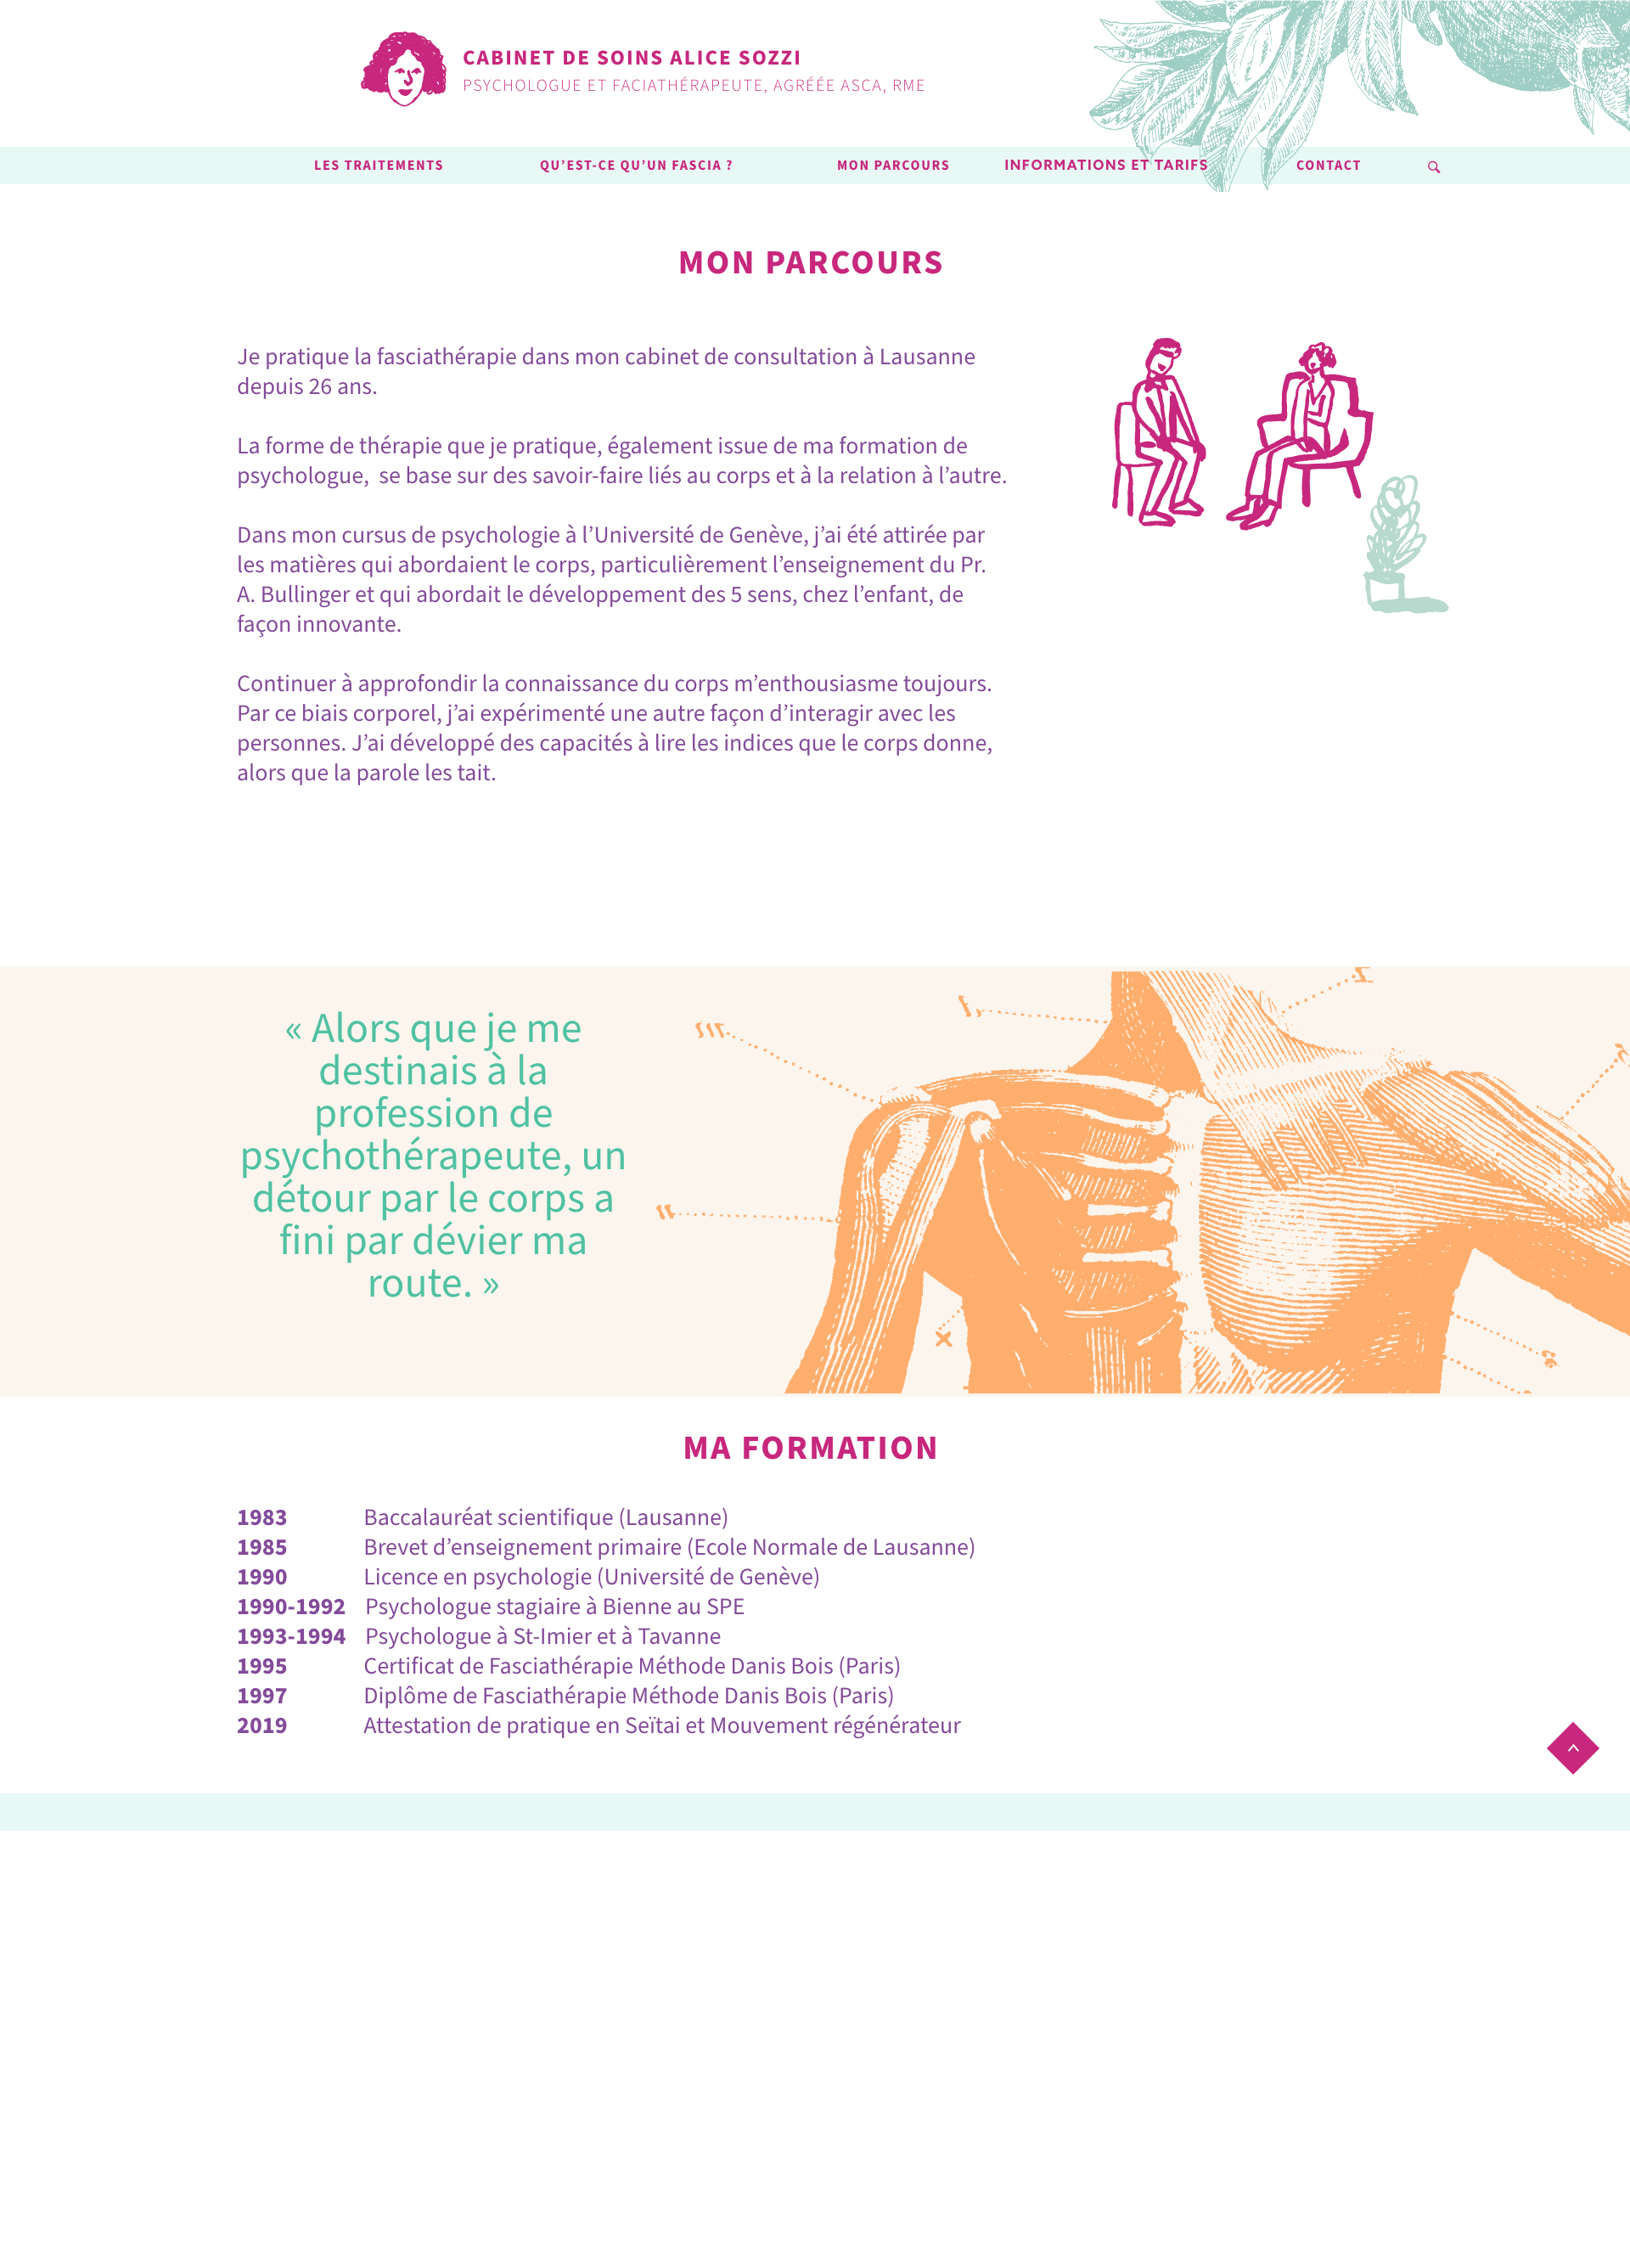 CABINET DE SOINS ALICE SOZZI
PSYCHOLOGUE ET FACIATHÉRAPEUTE, AGRÉÉE ASCA, RME
LES TRAITEMENTS
QU’EST-CE QU’UN FASCIA ?
MON PARCOURS
INFORMATIONS ET TARIFS
CONTACT
MON PARCOURS
Je pratique la fasciathérapie dans mon cabinet de consultation à Lausanne
depuis 26 ans.
La forme de thérapie que je pratique, également issue de ma formation de
psychologue,  se base sur des savoir-faire liés au corps et à la relation à l’autre.
Dans mon cursus de psychologie à l’Université de Genève, j’ai été attirée par
les matières qui abordaient le corps, particulièrement l’enseignement du Pr.
A. Bullinger et qui abordait le développement des 5 sens, chez l’enfant, de
façon innovante.
Continuer à approfondir la connaissance du corps m’enthousiasme toujours.
Par ce biais corporel, j’ai expérimenté une autre façon d’interagir avec les
personnes. J’ai développé des capacités à lire les indices que le corps donne,
alors que la parole les tait.
« Alors que je me
destinais à la
profession de
psychothérapeute, un
détour par le corps a
fini par dévier ma
route. »
MA FORMATION
1983 Baccalauréat scientifique (Lausanne)
1985 Brevet d’enseignement primaire (Ecole Normale de Lausanne)
1990 Licence en psychologie (Université de Genève)
1990-1992 Psychologue stagiaire à Bienne au SPE
1993-1994 Psychologue à St-Imier et à Tavanne
1995 Certificat de Fasciathérapie Méthode Danis Bois (Paris)
1997 Diplôme de Fasciathérapie Méthode Danis Bois (Paris)
2019 Attestation de pratique en Seïtai et Mouvement régénérateur